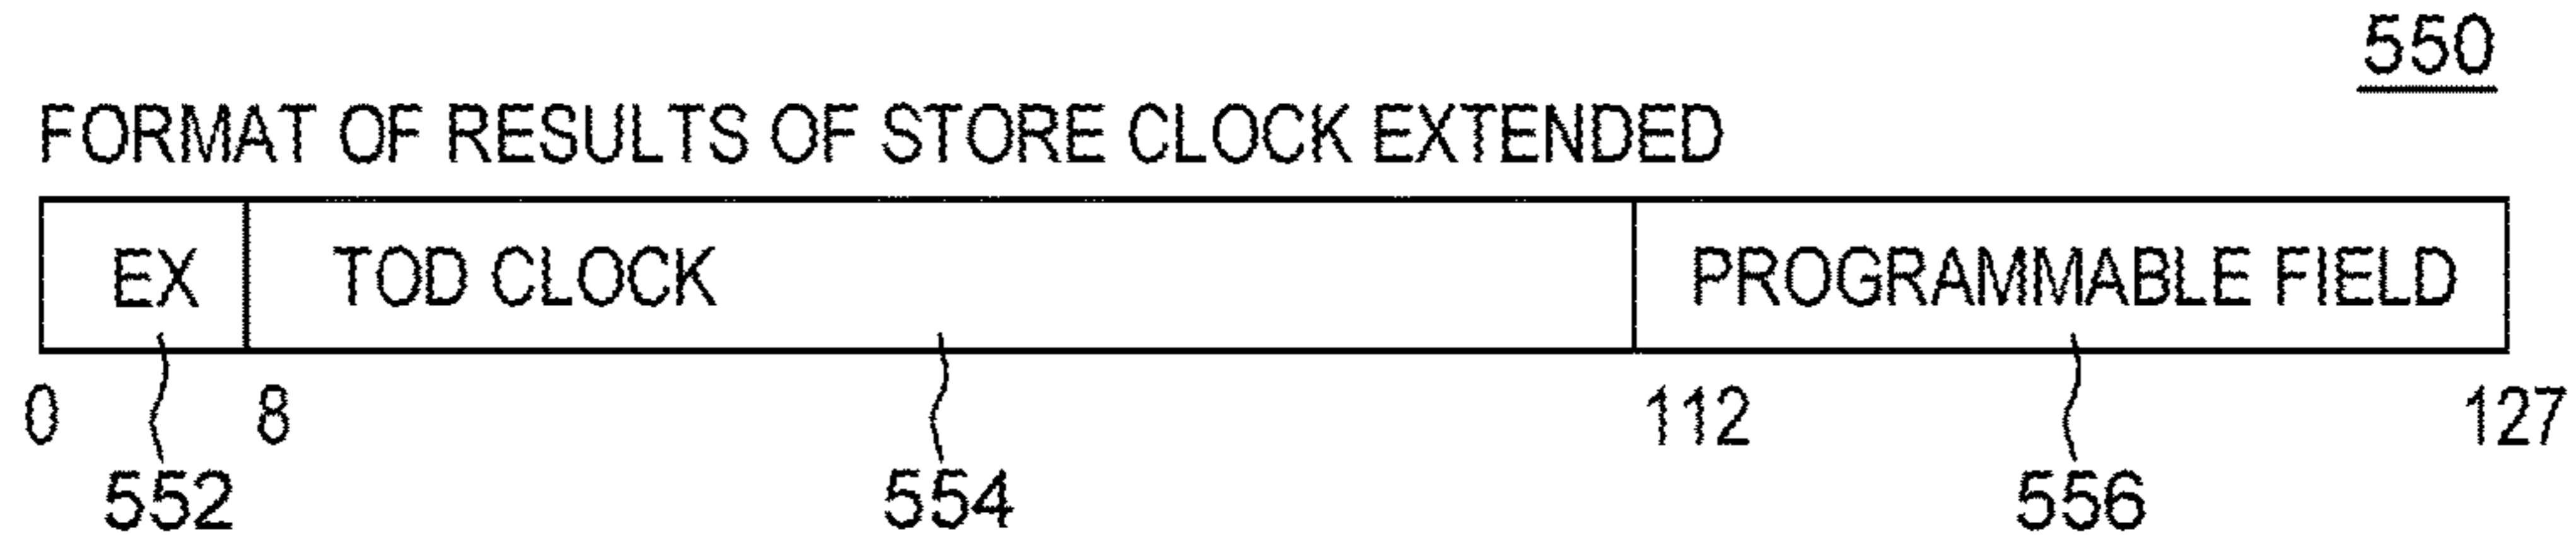 550
FORMAT OF RESULTS OF STORE CLOCK EXTENDED
EX TOD CLOCK PROGRAMMABLE FIELD
0 8 112 127
552 554 556